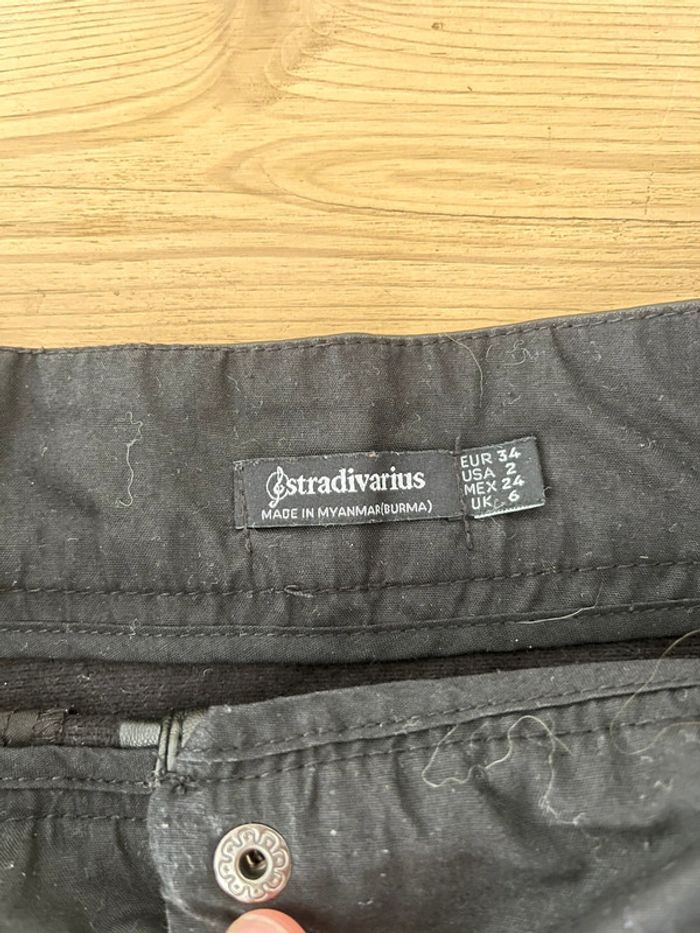 stradivarius
MADE IN MYANMAR(BURMA)
EUR 34
USA 2
MEX 24
UK 6